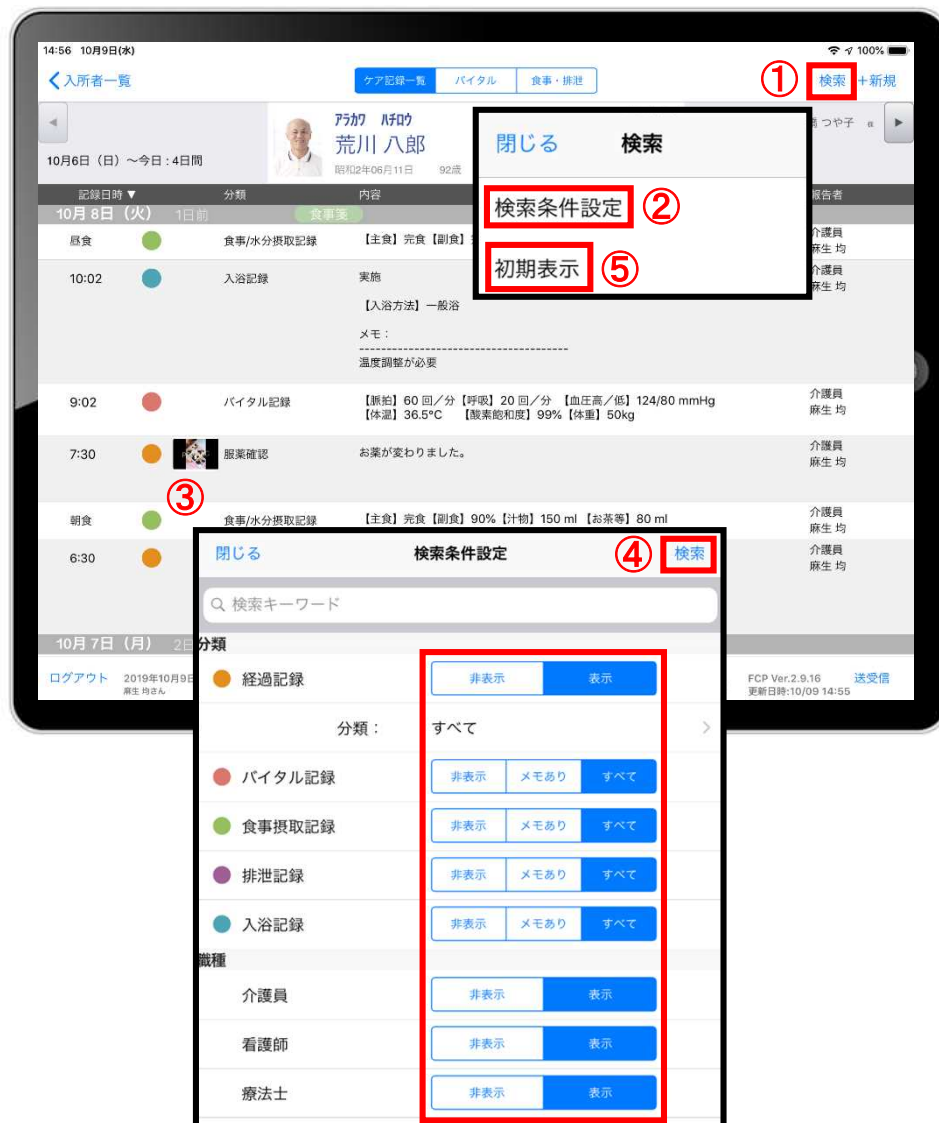 14:56 10月9日(水) 100%
入所者一覧 ケア記録一覧 バイタル 食事・排泄 ① 検索 +新規
アラカワ ハチロウ
荒川 八郎
昭和2年06月11日 92歳
つや子
10月6日（日）～今日：4日間
閉じる 検索
検索条件設定 ②
初期表示 ⑤
記録日時 ▼ 分類 内容 報告者
10月 8日（火） 1日前 食事箋
昼食 食事/水分摂取記録 【主食】完食【副食】 介護員
麻生 均
10:02 入浴記録 実施 介護員
麻生 均
【入浴方法】一般浴
メモ：
--------------------------------------
温度調整が必要
9:02 バイタル記録 【脈拍】60 回／分【呼吸】20 回／分 【血圧高／低】124/80 mmHg 介護員
【体温】36.5°C 【酸素飽和度】99%【体重】50kg 麻生 均
7:30 服薬確認 お薬が変わりました。 介護員
麻生 均
③
朝食 食事/水分摂取記録 【主食】完食【副食】90%【汁物】150 ml 【お茶等】80 ml 介護員
麻生 均
6:30 介護員
麻生 均
10月 7日（月） 2日
ログアウト 2019年10月9日
麻生 均さん
FCP Ver.2.9.16 送受信
更新日時:10/09 14:55
閉じる 検索条件設定 ④ 検索
検索キーワード
分類
経過記録 非表示 表示
分類： すべて
バイタル記録 非表示 メモあり すべて
食事摂取記録 非表示 メモあり すべて
排泄記録 非表示 メモあり すべて
入浴記録 非表示 メモあり すべて
職種
介護員 非表示 表示
看護師 非表示 表示
療法士 非表示 表示